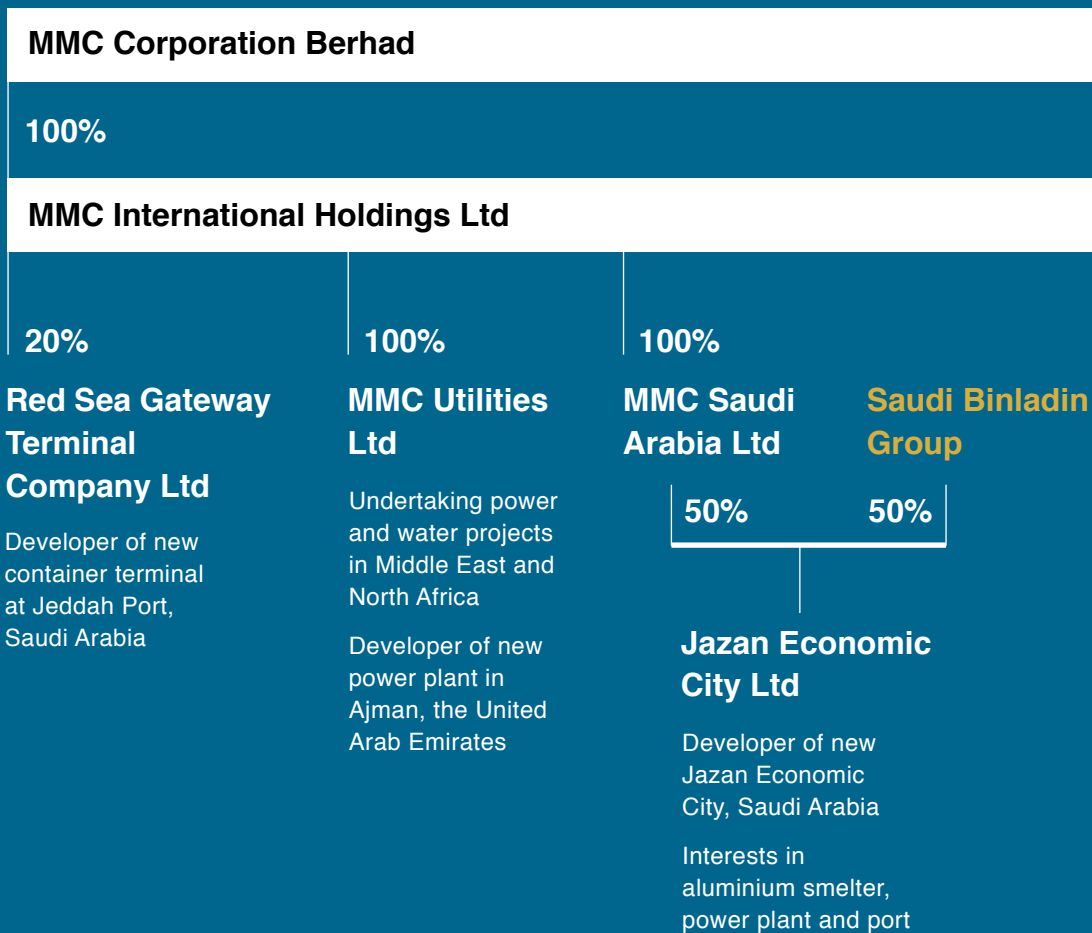 MMC Corporation Berhad
100%
MMC International Holdings Ltd
20%
Red Sea Gateway
Terminal
Company Ltd
Developer of new
container terminal
at Jeddah Port,
Saudi Arabia
100%
MMC Utilities
Ltd
Undertaking power
and water projects
in Middle East and
North Africa
Developer of new
power plant in
Ajman, the United
Arab Emirates
100%
MMC Saudi
Arabia Ltd
Saudi Binladin
Group
50%
50%
Jazan Economic
City Ltd
Developer of new
Jazan Economic
City, Saudi Arabia
Interests in
aluminium smelter,
power plant and port